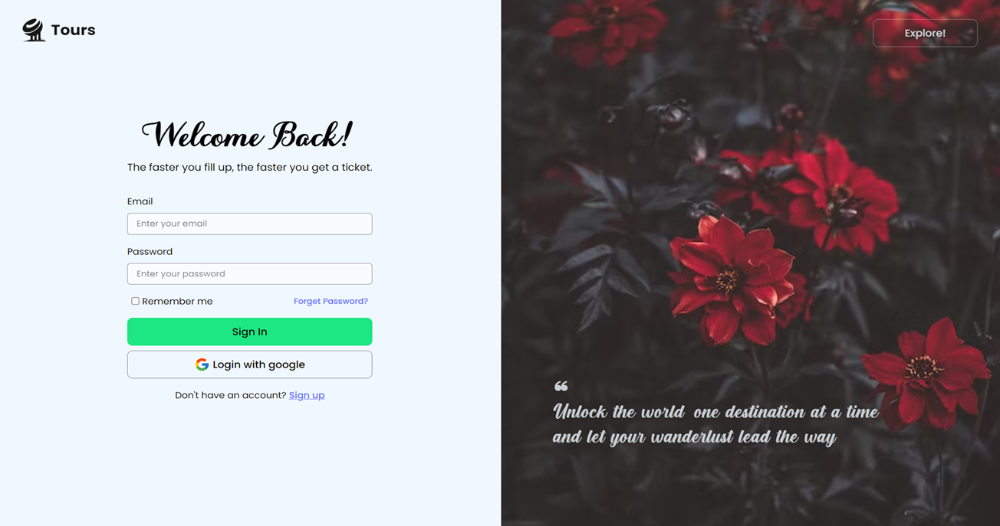 Tours
Explore!
Welcome Back!
The faster you fill up, the faster you get a ticket.
Email
Enter your email
Password
Enter your password
Remember me
Forget Password?
Sign In
Login with google
Don't have an account? Sign up
“
Unlock the world one destination at a time
and let your wanderlust lead the way